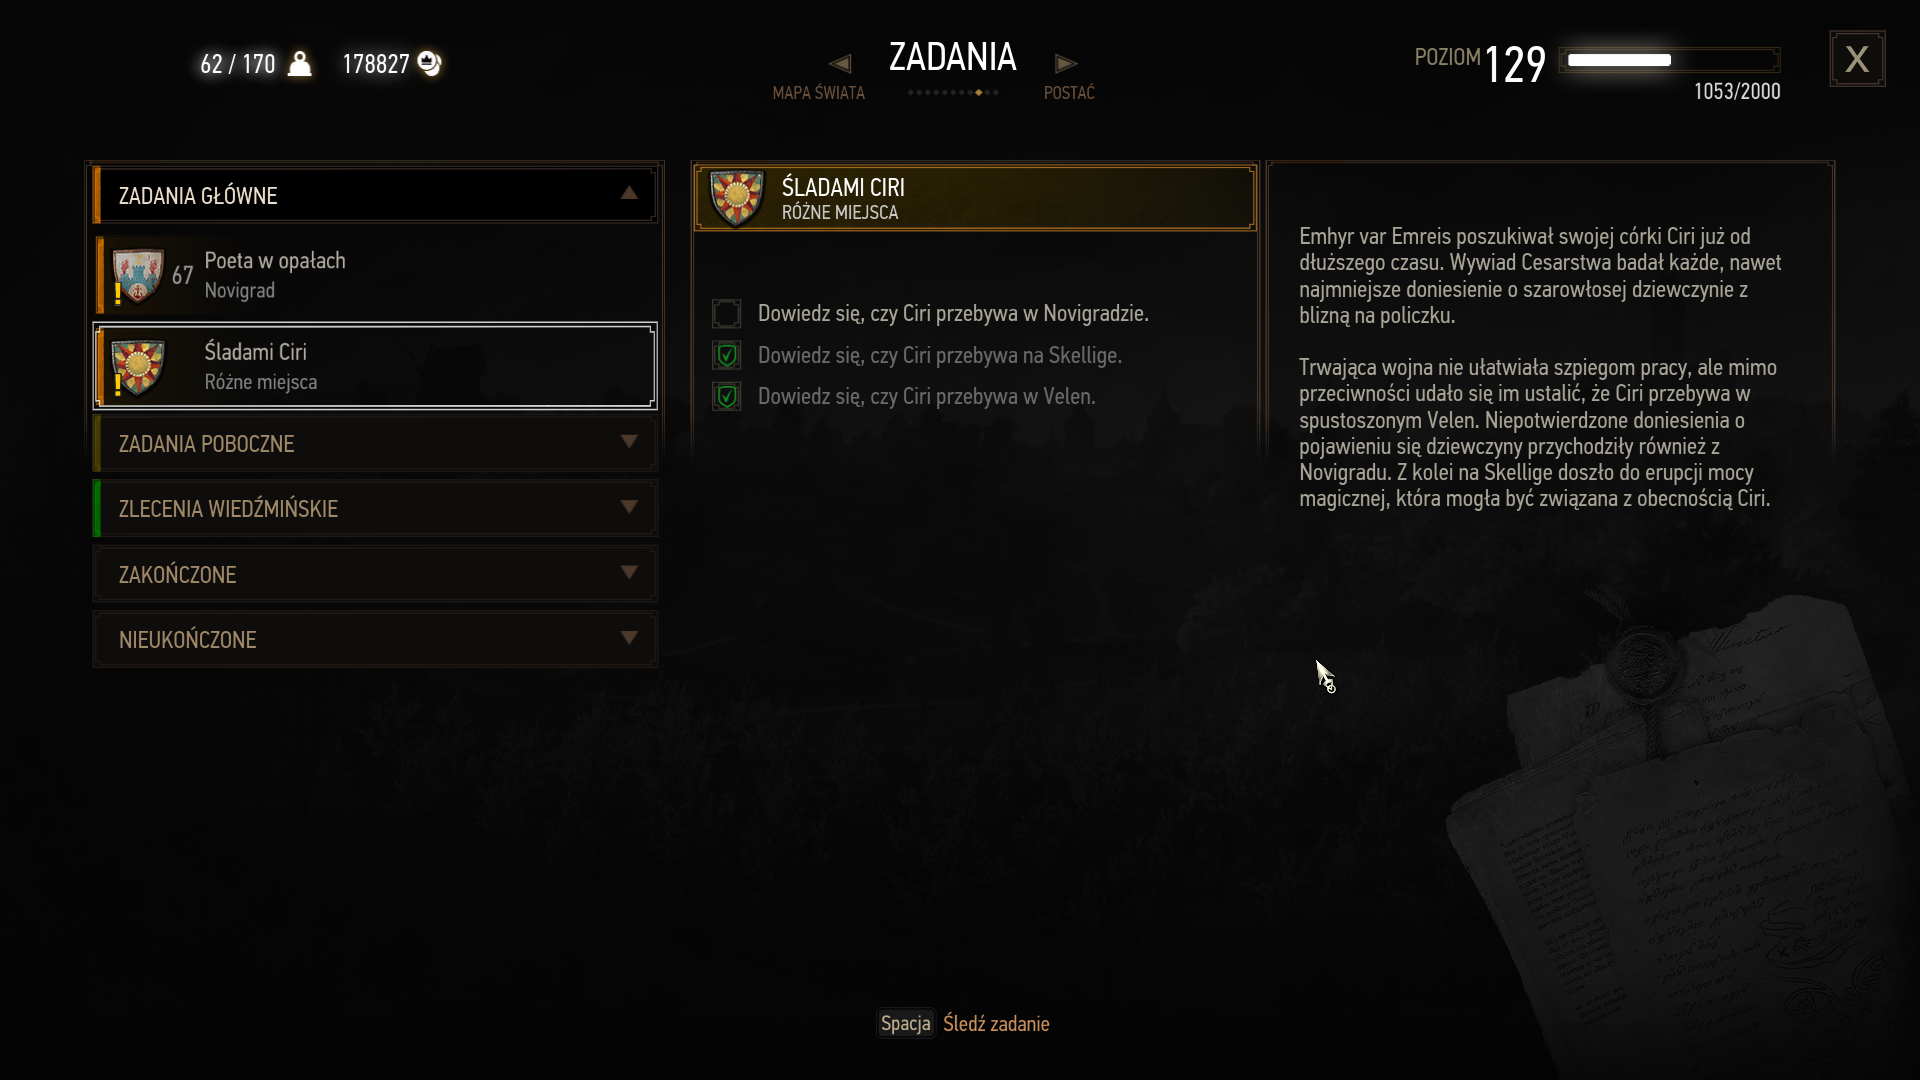 62 / 170
178827
ZADANIA
MAPA ŚWIATA
POSTAĆ
POZIOM 129
1053/2000
X
ZADANIA GŁÓWNE
67
Poeta w opałach
Novigrad
Śladami Ciri
Różne miejsca
ZADANIA POBOCZNE
ZLECENIA WIEDŹMIŃSKIE
ZAKOŃCZONE
NIEUKOŃCZONE
ŚLADAMI CIRI
RÓŻNE MIEJSCA
Dowiedz się, czy Ciri przebywa w Novigradzie.
Dowiedz się, czy Ciri przebywa na Skellige.
Dowiedz się, czy Ciri przebywa w Velen.
Emhyr var Emreis poszukiwał swojej córki Ciri już od
dłuższego czasu. Wywiad Cesarstwa badał każde, nawet
najmniejsze doniesienie o szarowłosej dziewczynie z
blizną na policzku.
Trwająca wojna nie ułatwiała szpiegom pracy, ale mimo
przeciwności udało się im ustalić, że Ciri przebywa w
spustoszonym Velen. Niepotwierdzone doniesienia o
pojawieniu się dziewczyny przychodziły również z
Novigradu. Z kolei na Skellige doszło do erupcji mocy
magicznej, która mogła być związana z obecnością Ciri.
Spacja Śledź zadanie